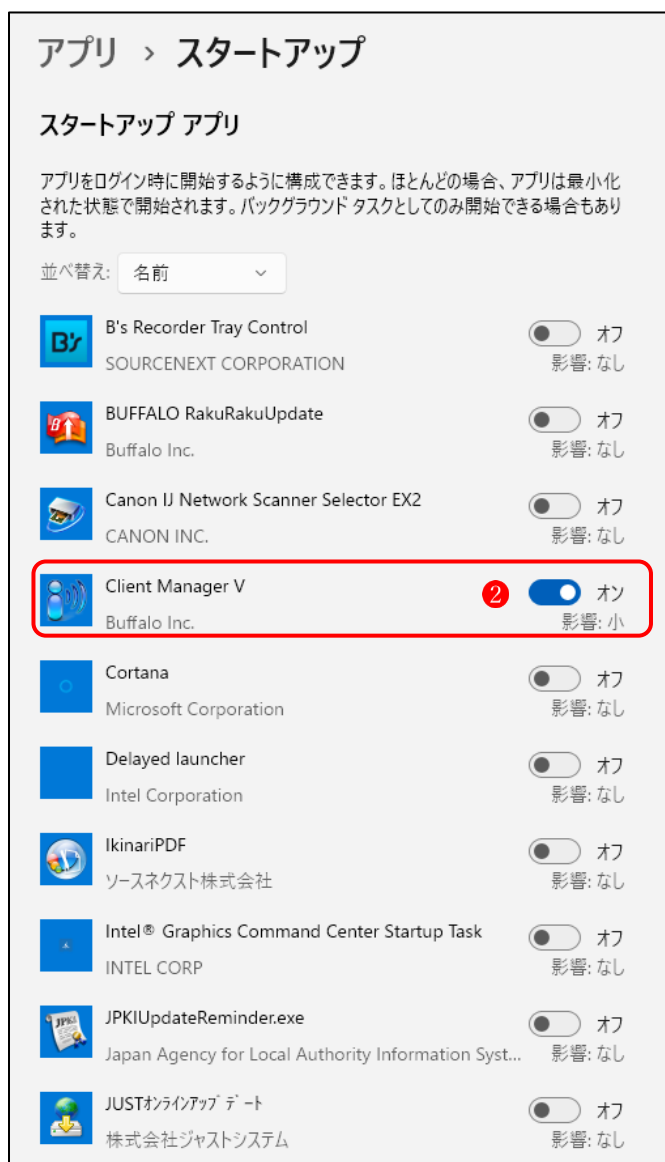 アプリ › スタートアップ
スタートアップ アプリ
アプリをログイン時に開始するように構成できます。ほとんどの場合、アプリは最小化
された状態で開始されます。バックグラウンド タスクとしてのみ開始できる場合もあり
ます。
並べ替え: 名前
B's Recorder Tray Control オフ
SOURCENEXT CORPORATION 影響: なし
BUFFALO RakuRakuUpdate オフ
Buffalo Inc. 影響: なし
Canon IJ Network Scanner Selector EX2 オフ
CANON INC. 影響: なし
Client Manager V 2 オン
Buffalo Inc. 影響: 小
Cortana オフ
Microsoft Corporation 影響: なし
Delayed launcher オフ
Intel Corporation 影響: なし
IkinariPDF オフ
ソースネクスト株式会社 影響: なし
Intel® Graphics Command Center Startup Task オフ
INTEL CORP 影響: なし
JPKIUpdateReminder.exe オフ
Japan Agency for Local Authority Information Syst... 影響: なし
JUSTｵﾝﾗｲﾝｱｯﾌﾟﾃﾞｰﾄ オフ
株式会社ジャストシステム 影響: なし